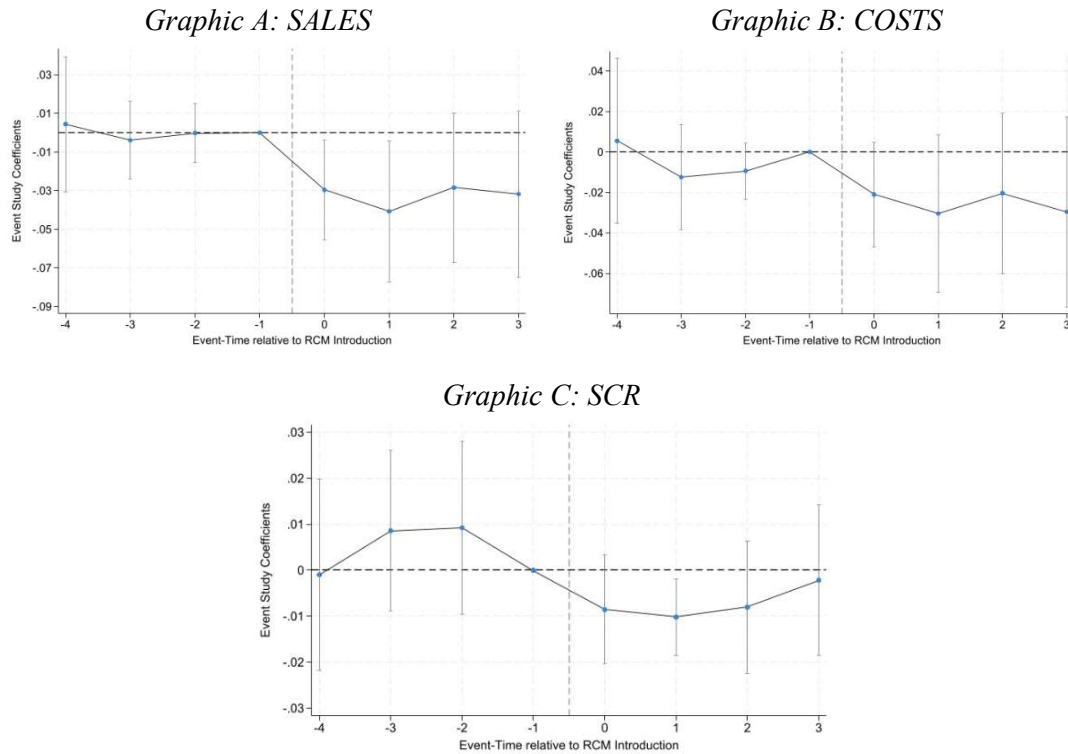 Graphic A: SALES
.03
.01
-.01
-.03
-.05
-.07
-.09
Event Study Coefficients
-4 -3 -2 -1 0 1 2 3
Event-Time relative to RCM Introduction
Graphic B: COSTS
.04
.02
0
-.02
-.04
-.06
Event Study Coefficients
-4 -3 -2 -1 0 1 2 3
Event-Time relative to RCM Introduction
Graphic C: SCR
.03
.02
.01
0
-.01
-.02
-.03
Event Study Coefficients
-4 -3 -2 -1 0 1 2 3
Event-Time relative to RCM Introduction